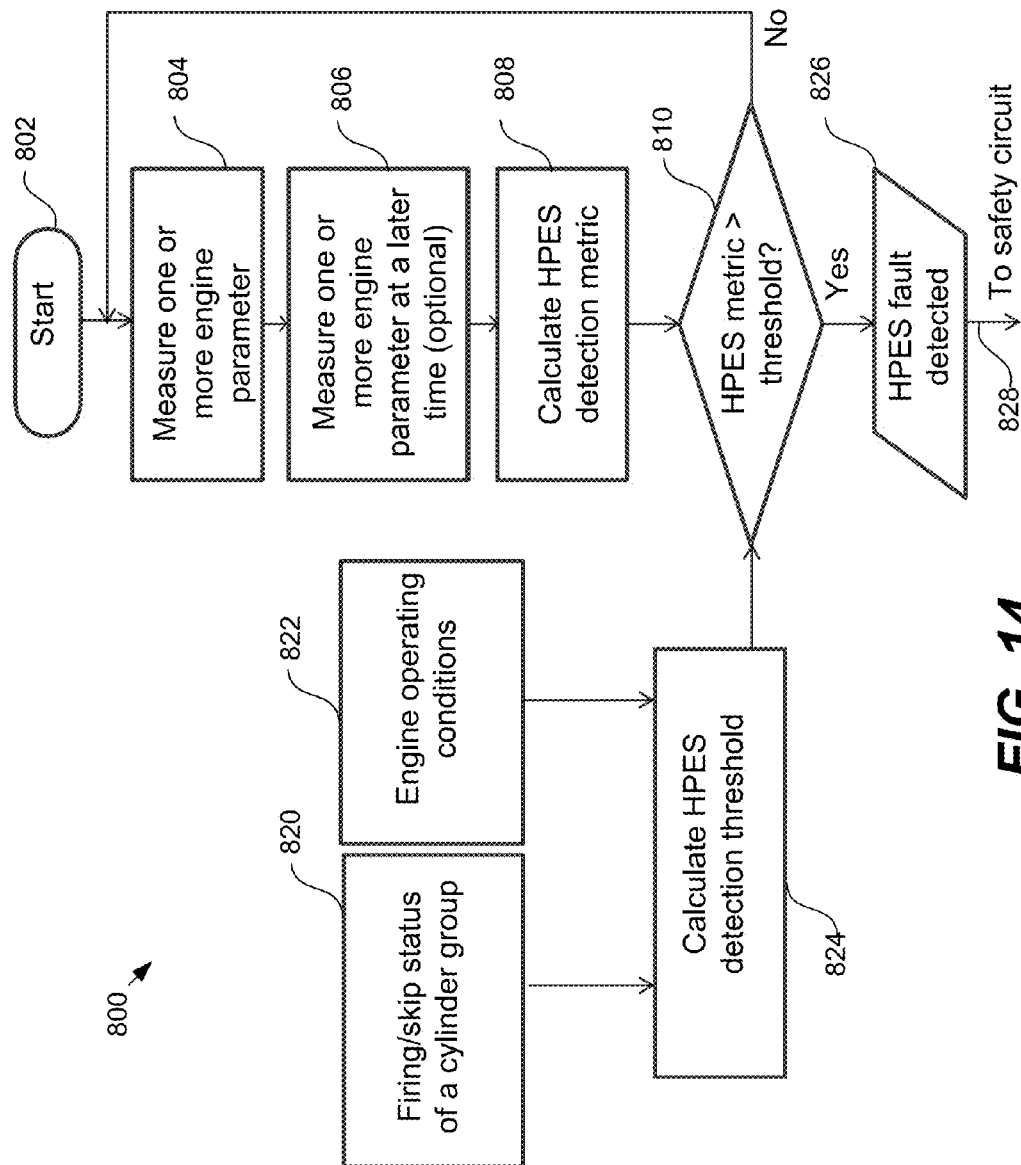 800
Start
802
Measure one or
more engine
parameter
804
Measure one or
more engine
parameter at a later
time (optional)
806
Calculate HPES
detection metric
808
HPES metric >
threshold?
810
No
Yes
Firing/skip status
of a cylinder group
820
Engine operating
conditions
822
Calculate HPES
detection threshold
824
HPES fault
detected
826
828
To safety circuit
FIG. 14